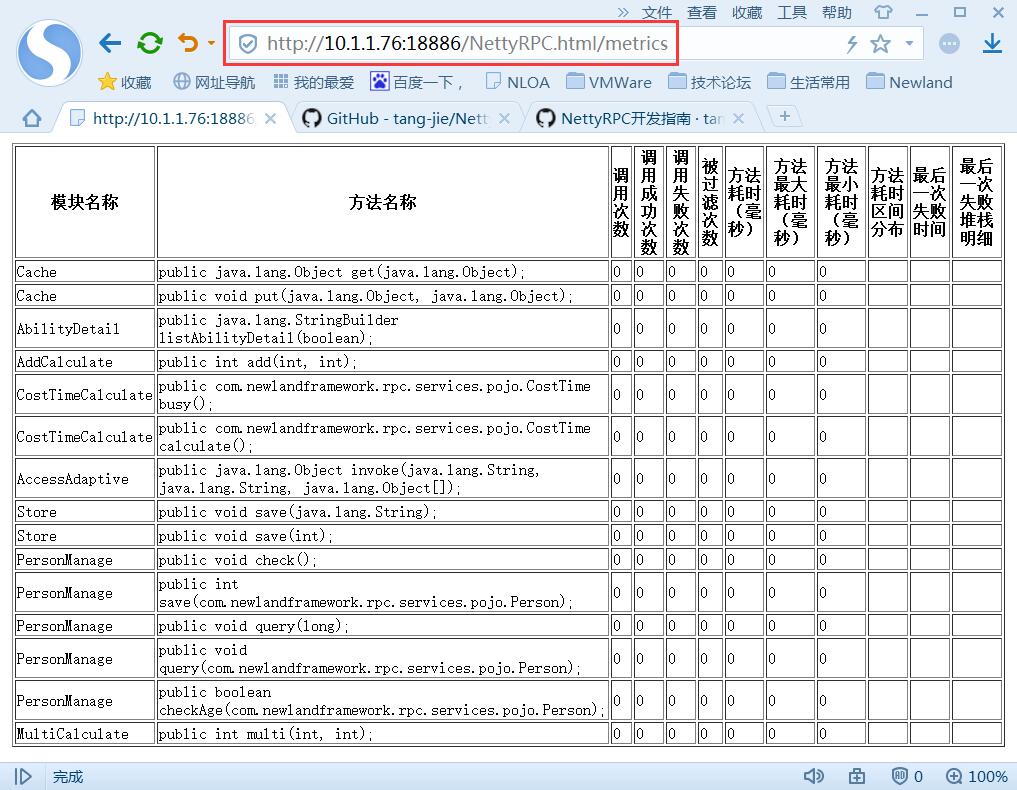 » 文件 查看 收藏 工具 帮助
http://10.1.1.76:18886/NettyRPC.html/metrics
收藏 网址导航 我的最爱 百度一下， NLOA VMWare 技术论坛 生活常用 Newland
http://10.1.1.76:18886 GitHub - tang-jie/Nett NettyRPC开发指南 · tan
模块名称 方法名称 调用次数 调用成功次数 调用失败次数 被过滤次数 方法耗时（毫秒） 方法最大耗时（毫秒） 方法最小耗时（毫秒） 方法耗时区间分布 最后一次失败时间 最后一次失败堆栈明细
Cache public java.lang.Object get(java.lang.Object); 0 0 0 0 0 0 0
Cache public void put(java.lang.Object, java.lang.Object); 0 0 0 0 0 0 0
AbilityDetail public java.lang.StringBuilder
listAbilityDetail(boolean); 0 0 0 0 0 0 0
AddCalculate public int add(int, int); 0 0 0 0 0 0 0
CostTimeCalculate public com.newlandframework.rpc.services.pojo.CostTime
busy(); 0 0 0 0 0 0 0
CostTimeCalculate public com.newlandframework.rpc.services.pojo.CostTime
calculate(); 0 0 0 0 0 0 0
AccessAdaptive public java.lang.Object invoke(java.lang.String,
java.lang.String, java.lang.Object[]); 0 0 0 0 0 0 0
Store public void save(java.lang.String); 0 0 0 0 0 0 0
Store public void save(int); 0 0 0 0 0 0 0
PersonManage public void check(); 0 0 0 0 0 0 0
PersonManage public int
save(com.newlandframework.rpc.services.pojo.Person); 0 0 0 0 0 0 0
PersonManage public void query(long); 0 0 0 0 0 0 0
PersonManage public void
query(com.newlandframework.rpc.services.pojo.Person); 0 0 0 0 0 0 0
PersonManage public boolean
checkAge(com.newlandframework.rpc.services.pojo.Person); 0 0 0 0 0 0 0
MultiCalculate public int multi(int, int); 0 0 0 0 0 0 0
完成 AD 0 100%